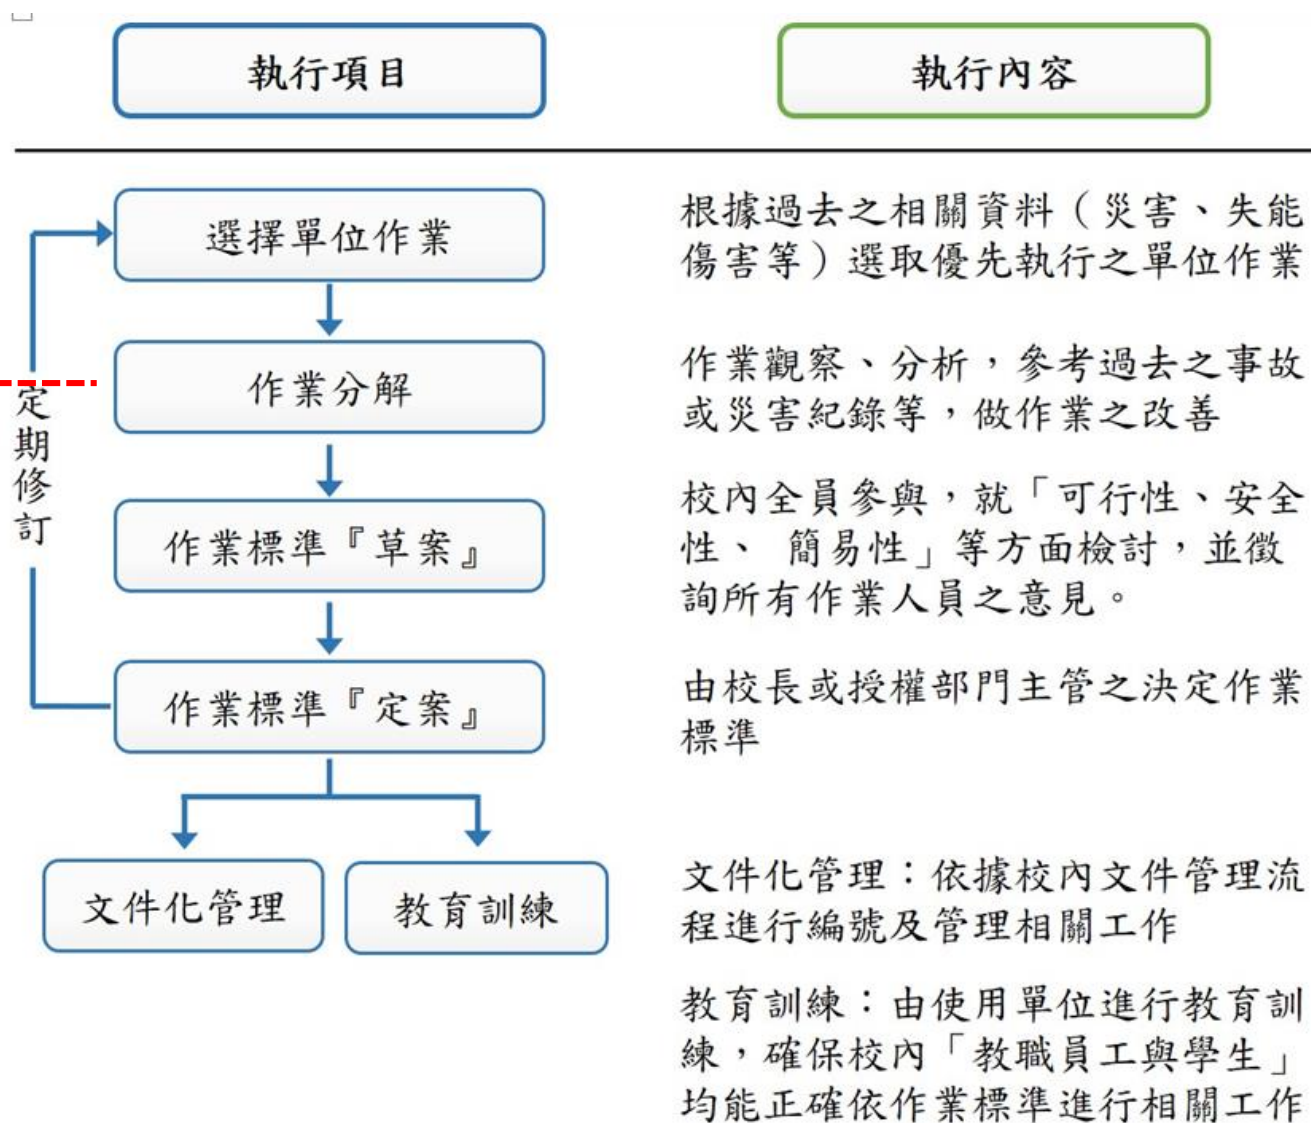 執行項目
執行內容
選擇單位作業
根據過去之相關資料（災害、失能
傷害等）選取優先執行之單位作業
作業分解
作業觀察、分析，參考過去之事故
或災害紀錄等，做作業之改善
定期修訂
作業標準『草案』
校內全員參與，就「可行性、安全
性、 簡易性」等方面檢討，並徵
詢所有作業人員之意見。
作業標準『定案』
由校長或授權部門主管之決定作業
標準
文件化管理
教育訓練
文件化管理：依據校內文件管理流
程進行編號及管理相關工作
教育訓練：由使用單位進行教育訓
練，確保校內「教職員工與學生」
均能正確依作業標準進行相關工作